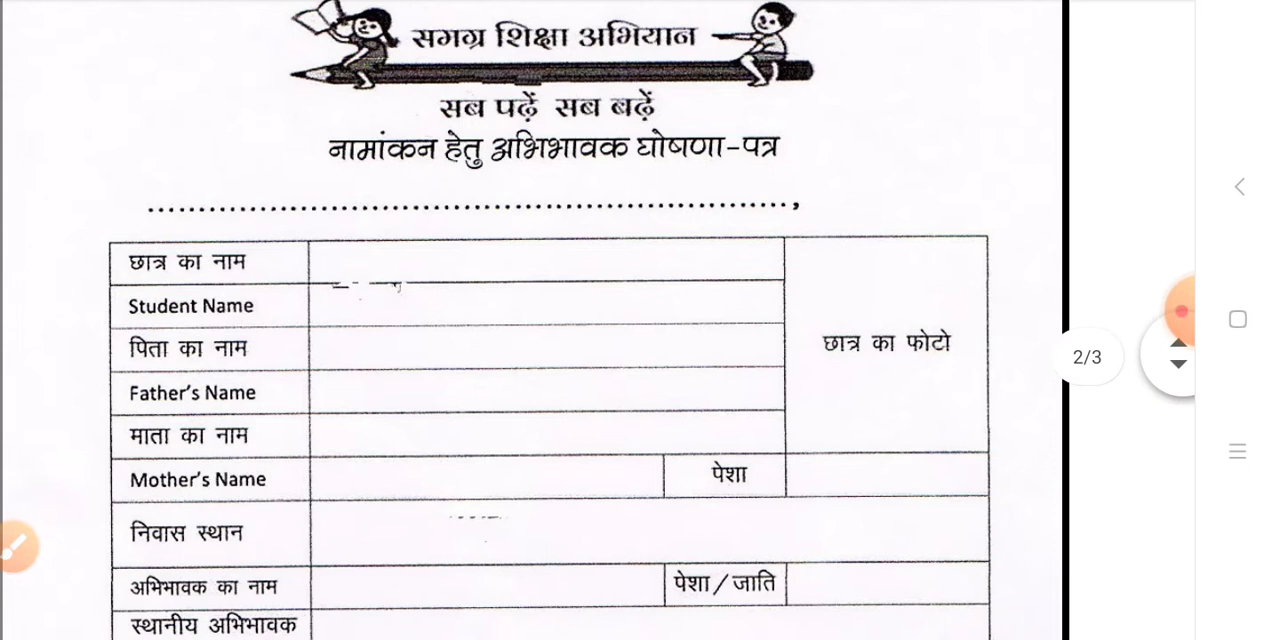 समग्र शिक्षा अभियान
सब पढ़ें सब बढ़ें
नामांकन हेतु अभिभावक घोषणा-पत्र
............................................................,
छात्र का नाम
Student Name
पिता का नाम
छात्र का फोटो
2/3
Father's Name
माता का नाम
Mother's Name पेशा
निवास स्थान
अभिभावक का नाम पेशा / जाति
स्थानीय अभिभावक